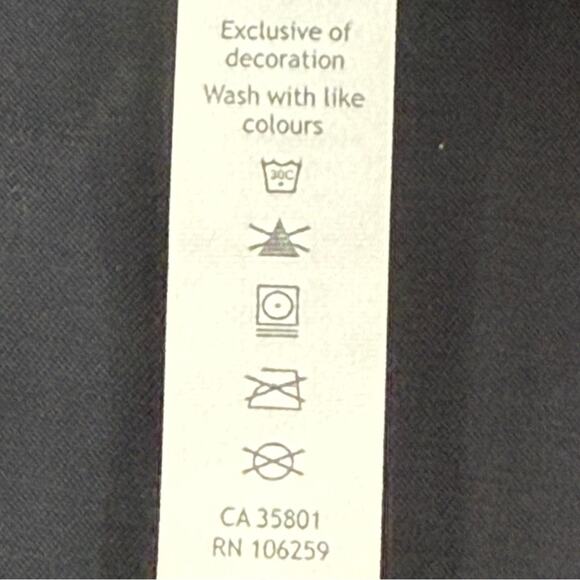 Exclusive of
decoration
Wash with like
colours
30C
CA 35801
RN 106259